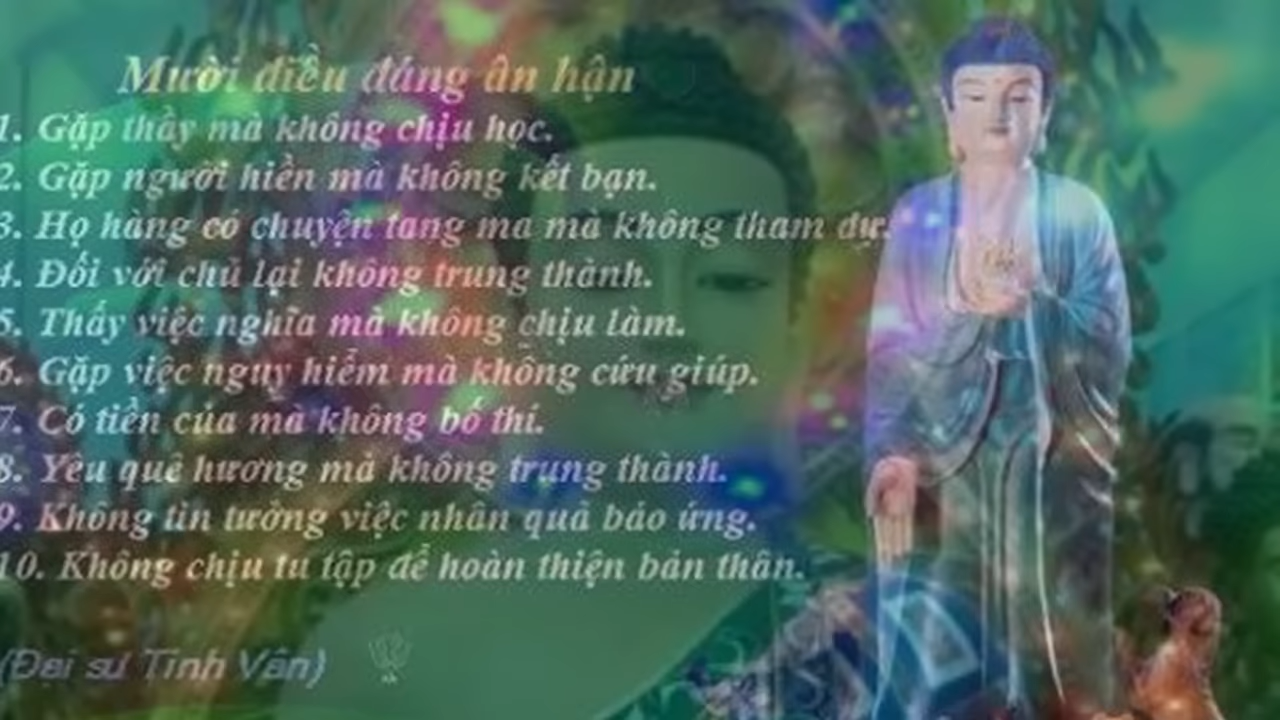 Mười điều đáng ân hận
1. Gặp thầy mà không chịu học.
2. Gặp người hiền mà không kết bạn.
3. Họ hàng có chuyện tang ma mà không tham dự.
4. Đối với chủ lại không trung thành.
5. Thấy việc nghĩa mà không chịu làm.
6. Gặp việc nguy hiểm mà không cứu giúp.
7. Có tiền của mà không bố thí.
8. Yêu quê hương mà không trung thành.
9. Không tin tưởng việc nhân quả báo ứng.
10. Không chịu tu tập để hoàn thiện bản thân.
(Đại sư Tinh Vân)